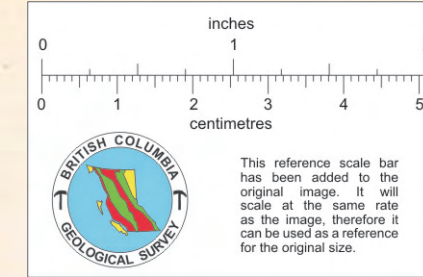 inches
0 1
0 1 2 3 4 5
centimetres
BRITISH COLUMBIA
GEOLOGICAL SURVEY
This reference scale bar
has been added to the
original image. It will
scale at the same rate
as the image, therefore it
can be used as a reference
for the original size.